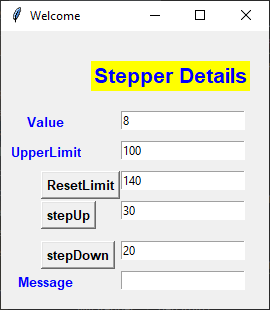 Welcome
Stepper Details
Value 8
UpperLimit 100
ResetLimit 140
stepUp 30
stepDown 20
Message